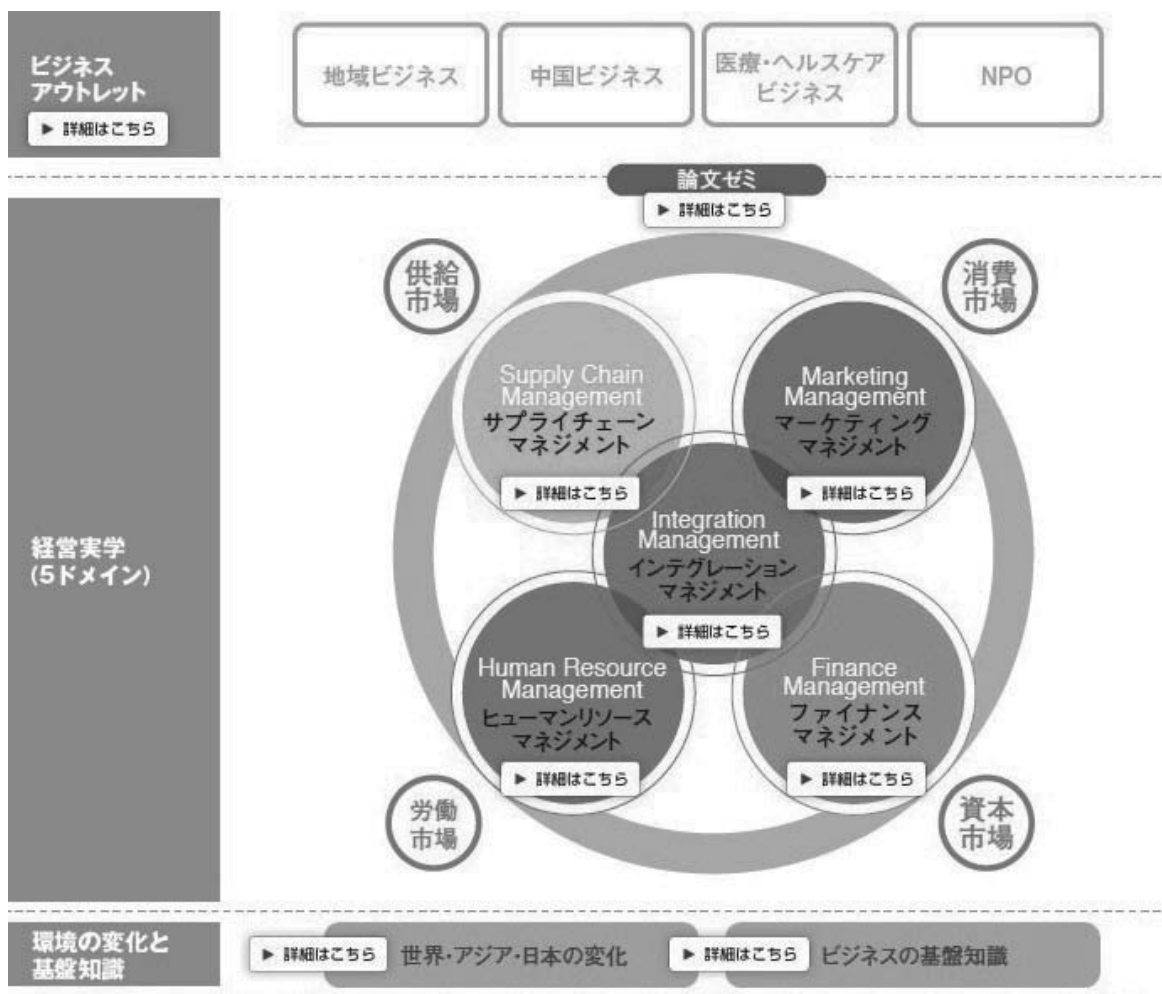 ビジネス
アウトレット
▶ 詳細はこちら
地域ビジネス
中国ビジネス
医療・ヘルスケア
ビジネス
NPO
論文ゼミ
▶ 詳細はこちら
経営実学
(5ドメイン)
供給
市場
消費
市場
Supply Chain
Management
サプライチェーン
マネジメント
▶ 詳細はこちら
Marketing
Management
マーケティング
マネジメント
▶ 詳細はこちら
Integration
Management
インテグレーション
マネジメント
▶ 詳細はこちら
Human Resource
Management
ヒューマンリソース
マネジメント
▶ 詳細はこちら
Finance
Management
ファイナンス
マネジメント
▶ 詳細はこちら
労働
市場
資本
市場
環境の変化と
基盤知識
▶ 詳細はこちら
世界・アジア・日本の変化
▶ 詳細はこちら
ビジネスの基盤知識